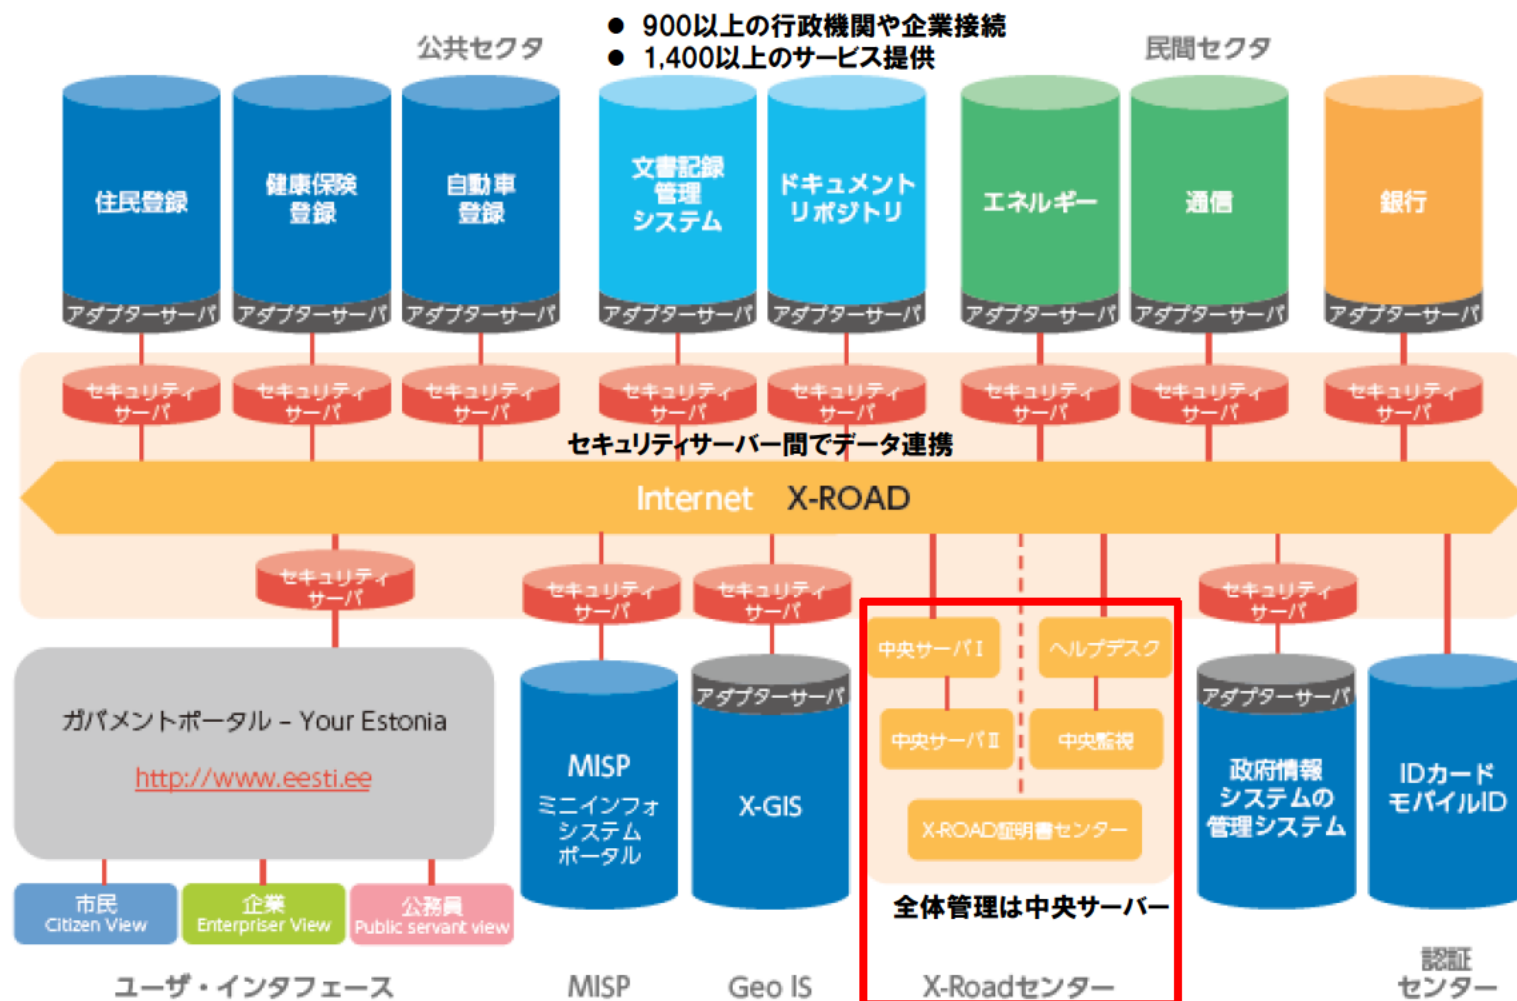 ● 900以上の行政機関や企業接続
● 1,400以上のサービス提供
公共セクタ
民間セクタ
住民登録
健康保険
登録
自動車
登録
文書記録
管理
システム
ドキュメント
リポジトリ
エネルギー
通信
銀行
アダプターサーバ
アダプターサーバ
アダプターサーバ
アダプターサーバ
アダプターサーバ
アダプターサーバ
アダプターサーバ
アダプターサーバ
セキュリティ
サーバ
セキュリティ
サーバ
セキュリティ
サーバ
セキュリティ
サーバ
セキュリティ
サーバ
セキュリティ
サーバ
セキュリティ
サーバ
セキュリティ
サーバ
セキュリティサーバー間でデータ連携
Internet X-ROAD
セキュリティ
サーバ
セキュリティ
サーバ
セキュリティ
サーバ
セキュリティ
サーバ
ガバメントポータル – Your Estonia
http://www.eesti.ee
市民
Citizen View
企業
Enterpriser View
公務員
Public servant view
MISP
ミニインフォ
システム
ポータル
アダプターサーバ
X-GIS
中央サーバ I
ヘルプデスク
中央サーバ II
中央監視
X-ROAD証明書センター
全体管理は中央サーバー
アダプターサーバ
政府情報
システムの
管理システム
IDカード
モバイルID
ユーザ・インタフェース
MISP
Geo IS
X-Roadセンター
認証
センター